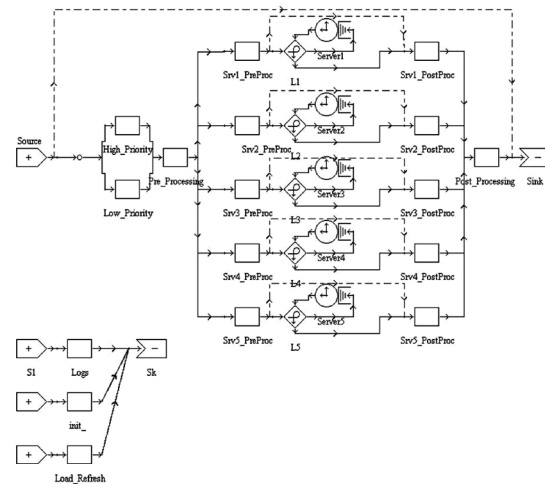 Server1
Srv1_PreProc
L1
Srv1_PostProc
Source
High_Priority
Server2
Srv2_PreProc
L2
Srv2_PostProc
Pre_Processing
Server3
Post_Processing
Sink
Low_Priority
Srv3_PreProc
L3
Srv3_PostProc
Server4
Srv4_PreProc
L4
Srv4_PostProc
Server5
Srv5_PreProc
L5
Srv5_PostProc
S1
Logs
Sk
init_
Load_Refresh